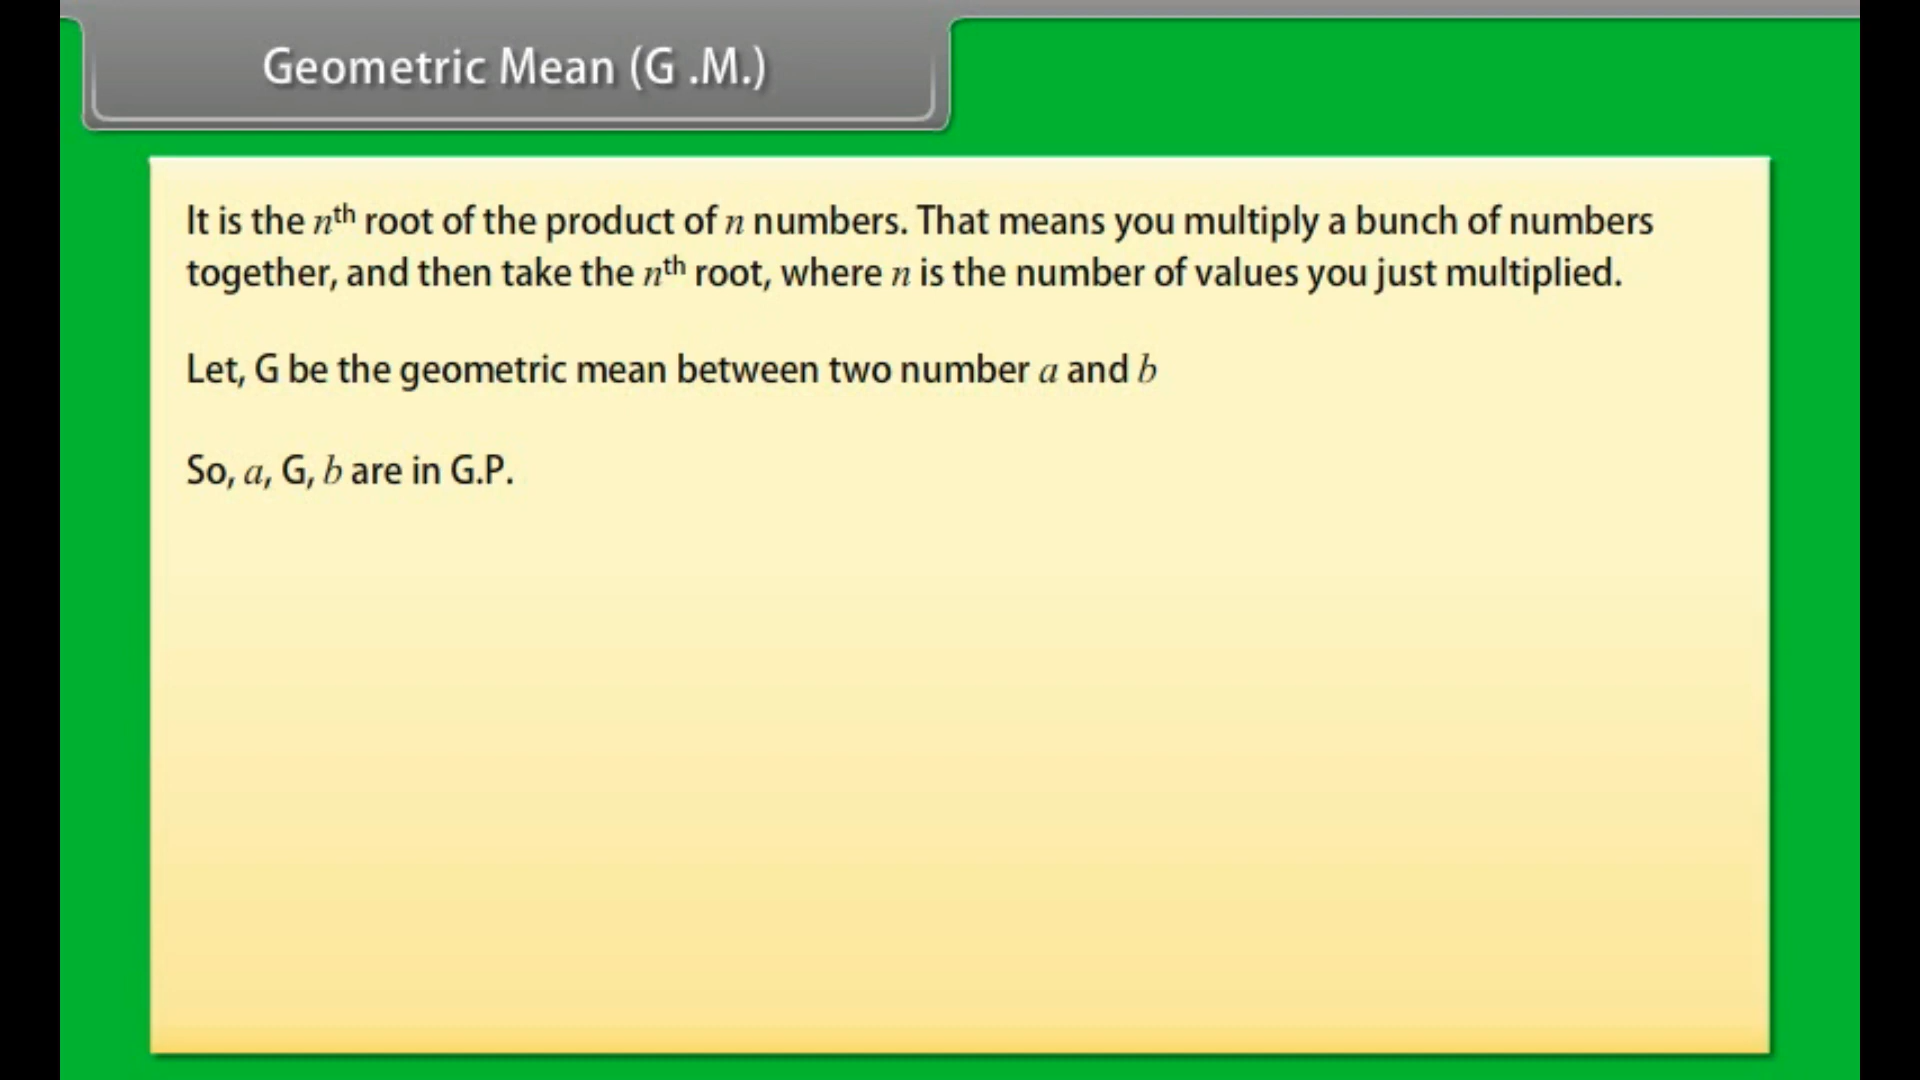 Geometric Mean (G .M.)
It is the nth root of the product of n numbers. That means you multiply a bunch of numbers
together, and then take the nth root, where n is the number of values you just multiplied.
Let, G be the geometric mean between two number a and b
So, a, G, b are in G.P.